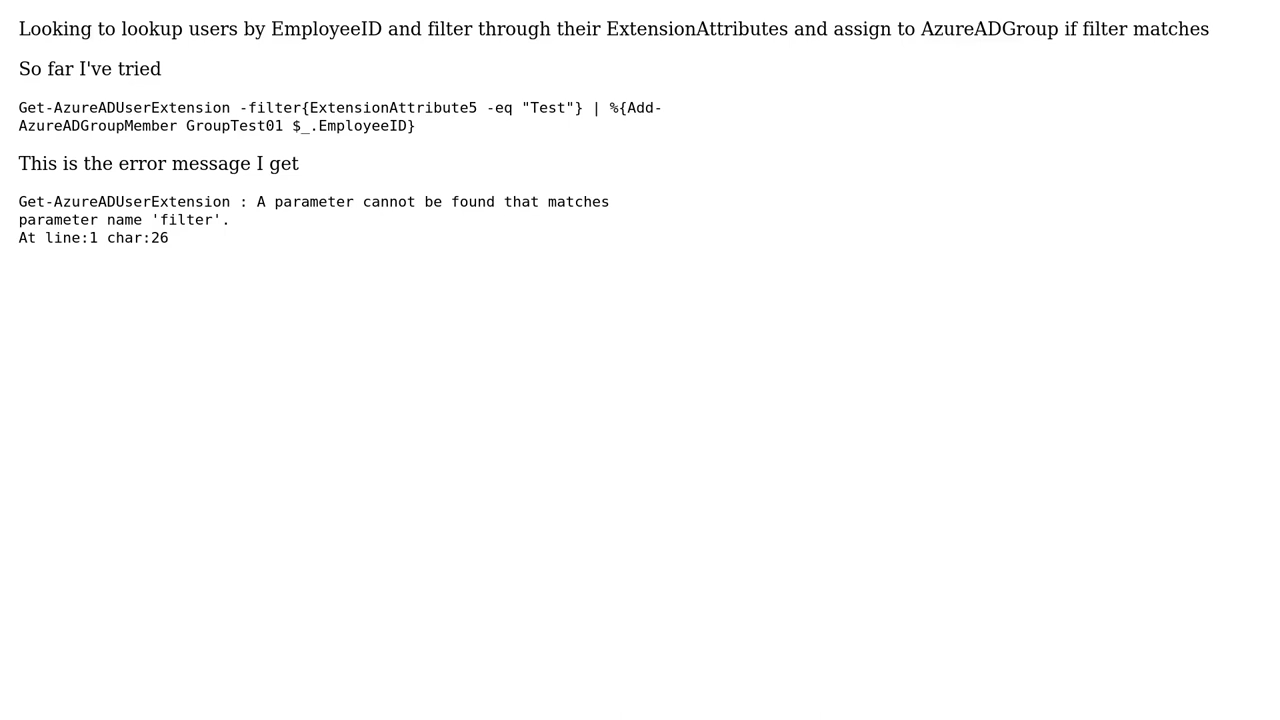 Looking to lookup users by EmployeeID and filter through their ExtensionAttributes and assign to AzureADGroup if filter matches
So far I've tried
Get-AzureADUserExtension -filter{ExtensionAttribute5 -eq "Test"} | %{Add-
AzureADGroupMember GroupTest01 $_.EmployeeID}
This is the error message I get
Get-AzureADUserExtension : A parameter cannot be found that matches
parameter name 'filter'.
At line:1 char:26